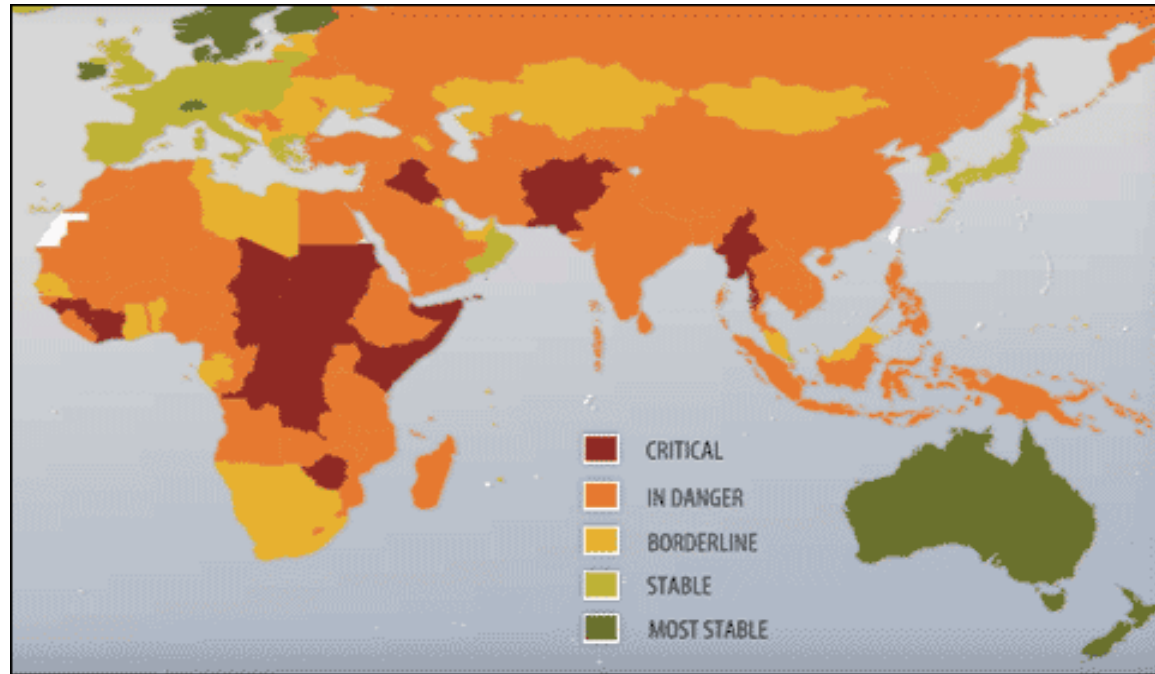 CRITICAL
IN DANGER
BORDERLINE
STABLE
MOST STABLE